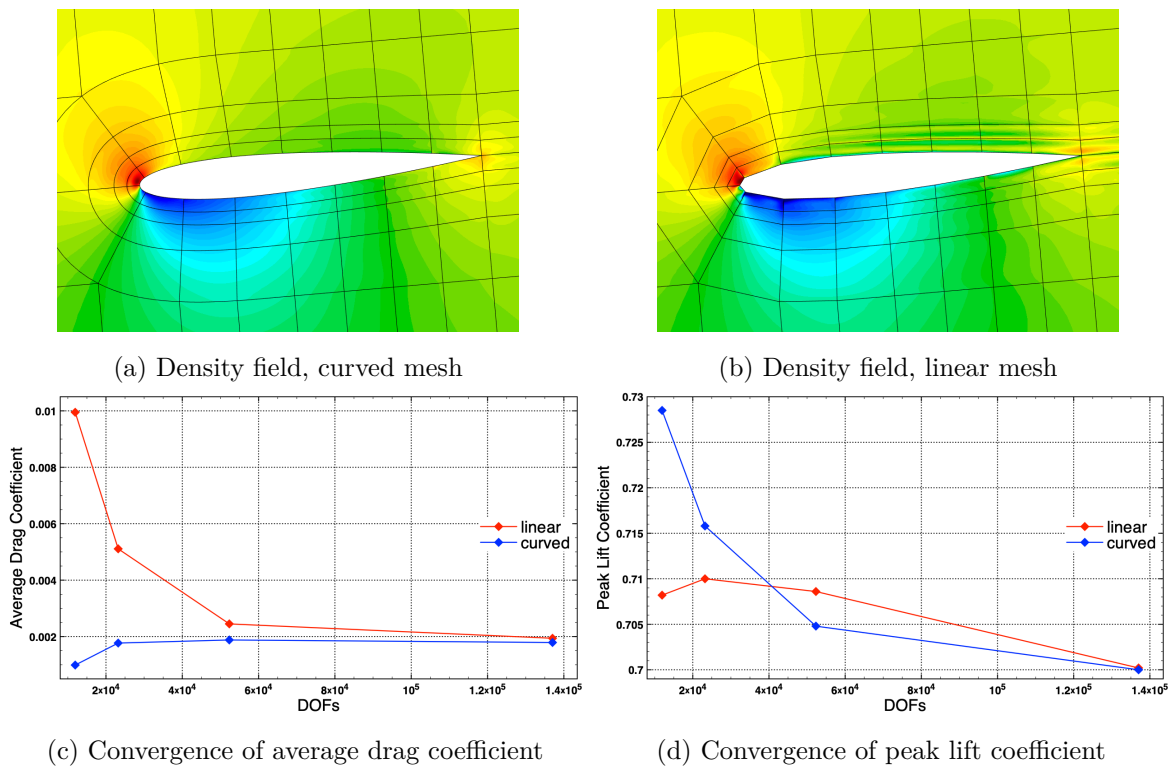 (a) Density field, curved mesh
(b) Density field, linear mesh
0.01
0.008
0.006
0.004
0.002
Average Drag Coefficient
linear
curved
2×10⁴
4×10⁴
6×10⁴
8×10⁴
10⁵
1.2×10⁵
1.4×10⁵
DOFs
(c) Convergence of average drag coefficient
0.73
0.725
0.72
0.715
0.71
0.705
0.7
Peak Lift Coefficient
linear
curved
2×10⁴
4×10⁴
6×10⁴
8×10⁴
10⁵
1.2×10⁵
1.4×10⁵
DOFs
(d) Convergence of peak lift coefficient